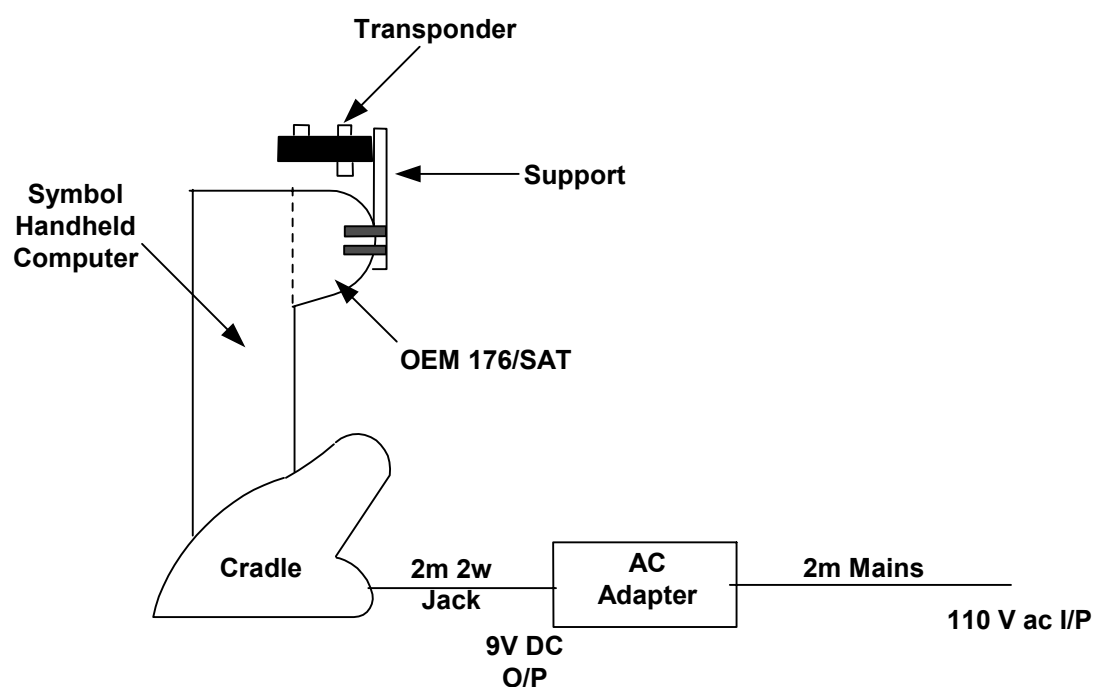 Transponder
Support
Symbol
Handheld
Computer
OEM 176/SAT
Cradle
2m 2w
Jack
AC
Adapter
2m Mains
110 V ac I/P
9V DC
O/P